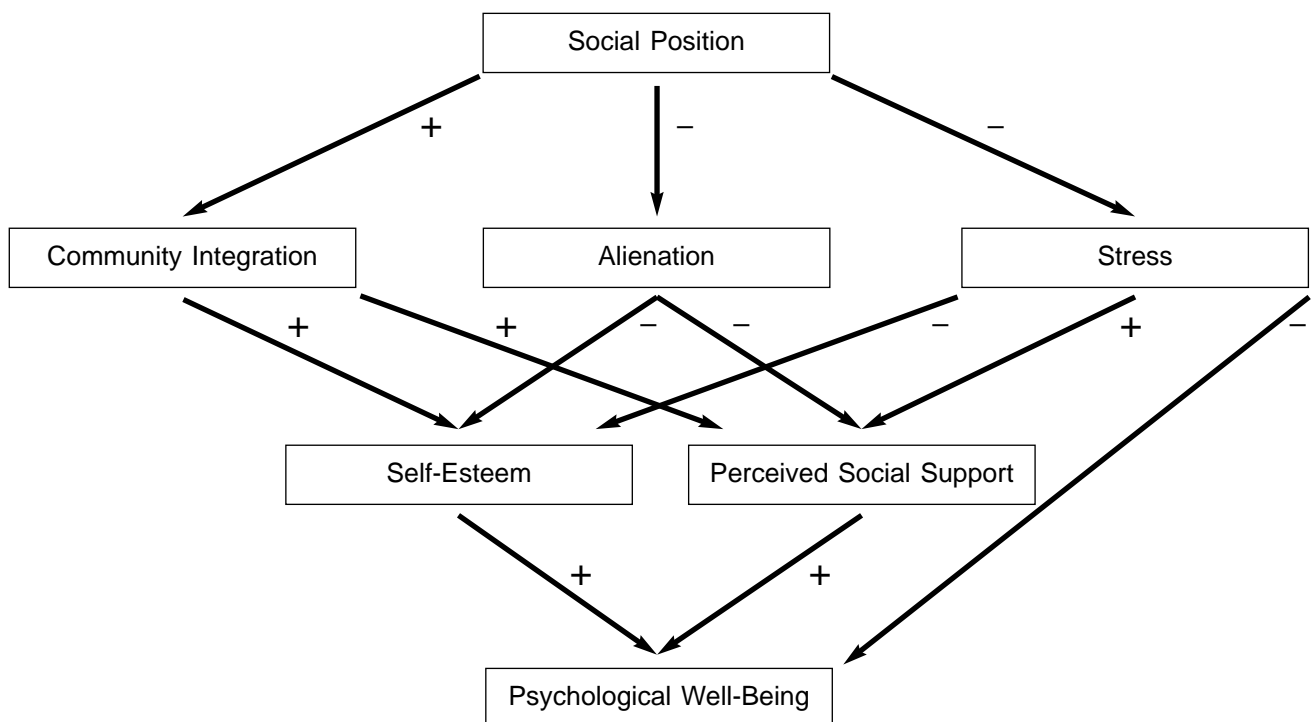 Social Position
+
–
–
Community Integration
Alienation
Stress
+
+
–
–
–
+
–
Self-Esteem
Perceived Social Support
+
+
Psychological Well-Being